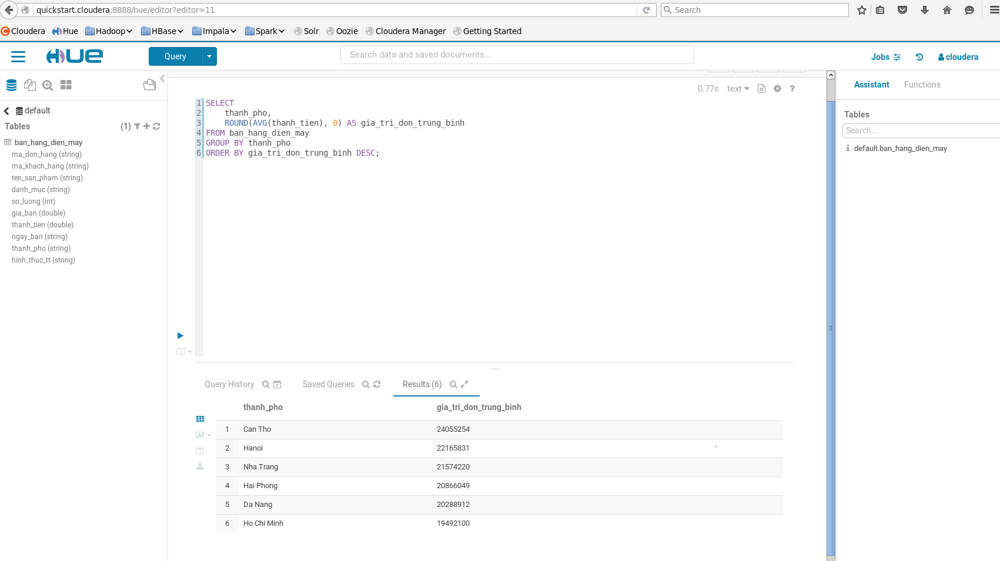 quickstart.cloudera:8888/hue/editor?editor=11
Search
Cloudera Hue Hadoop HBase Impala Spark Solr Oozie Cloudera Manager Getting Started
HUE
Query
Search data and saved documents...
Jobs
cloudera
default
Tables
(1)
ban_hang_dien_may
ma_don_hang (string)
ma_khach_hang (string)
ten_san_pham (string)
danh_muc (string)
so_luong (int)
gia_ban (double)
thanh_tien (double)
ngay_ban (string)
thanh_pho (string)
hinh_thuc_tt (string)
0.77s text ?
1 SELECT
2     thanh_pho,
3     ROUND(AVG(thanh_tien), 0) AS gia_tri_don_trung_binh
4 FROM ban_hang_dien_may
5 GROUP BY thanh_pho
6 ORDER BY gia_tri_don_trung_binh DESC;
Query History
Saved Queries
Results (6)
thanh_pho gia_tri_don_trung_binh
1 Can Tho 24055254
2 Hanoi 22165831
3 Nha Trang 21574220
4 Hai Phong 20866049
5 Da Nang 20288912
6 Ho Chi Minh 19492100
Assistant Functions
Tables
Search...
default.ban_hang_dien_may